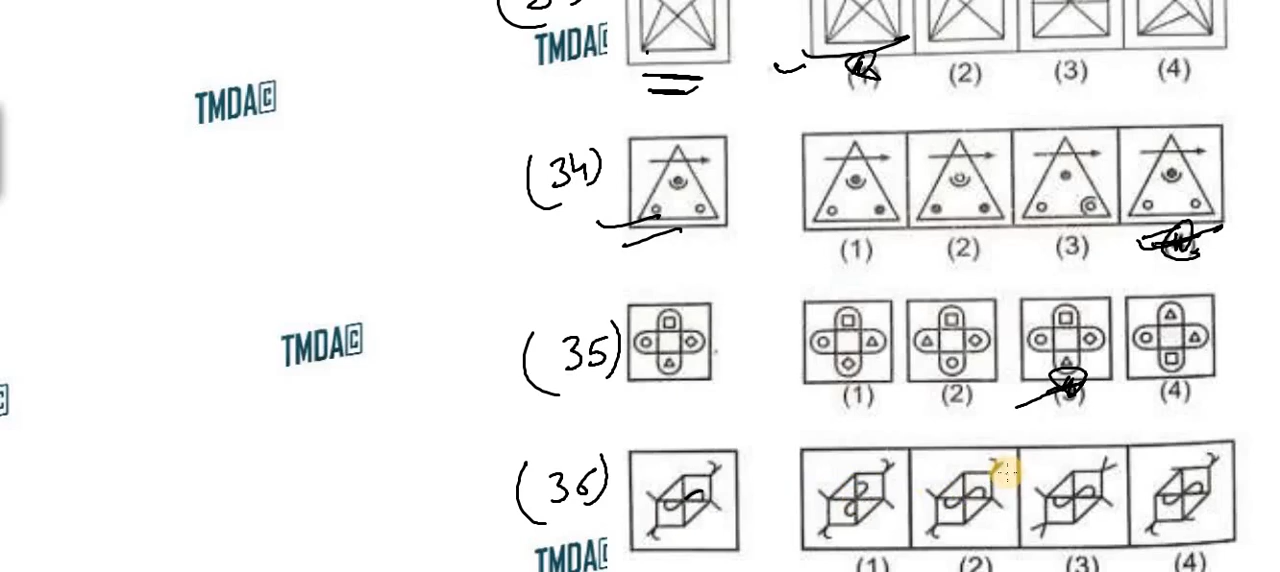 TMDA
(1) (2) (3) (4)
TMDA
(34)
(1) (2) (3)
(35)
TMDA
(1) (2) (3) (4)
(36)
TMDA
(1) (2) (3) (4)